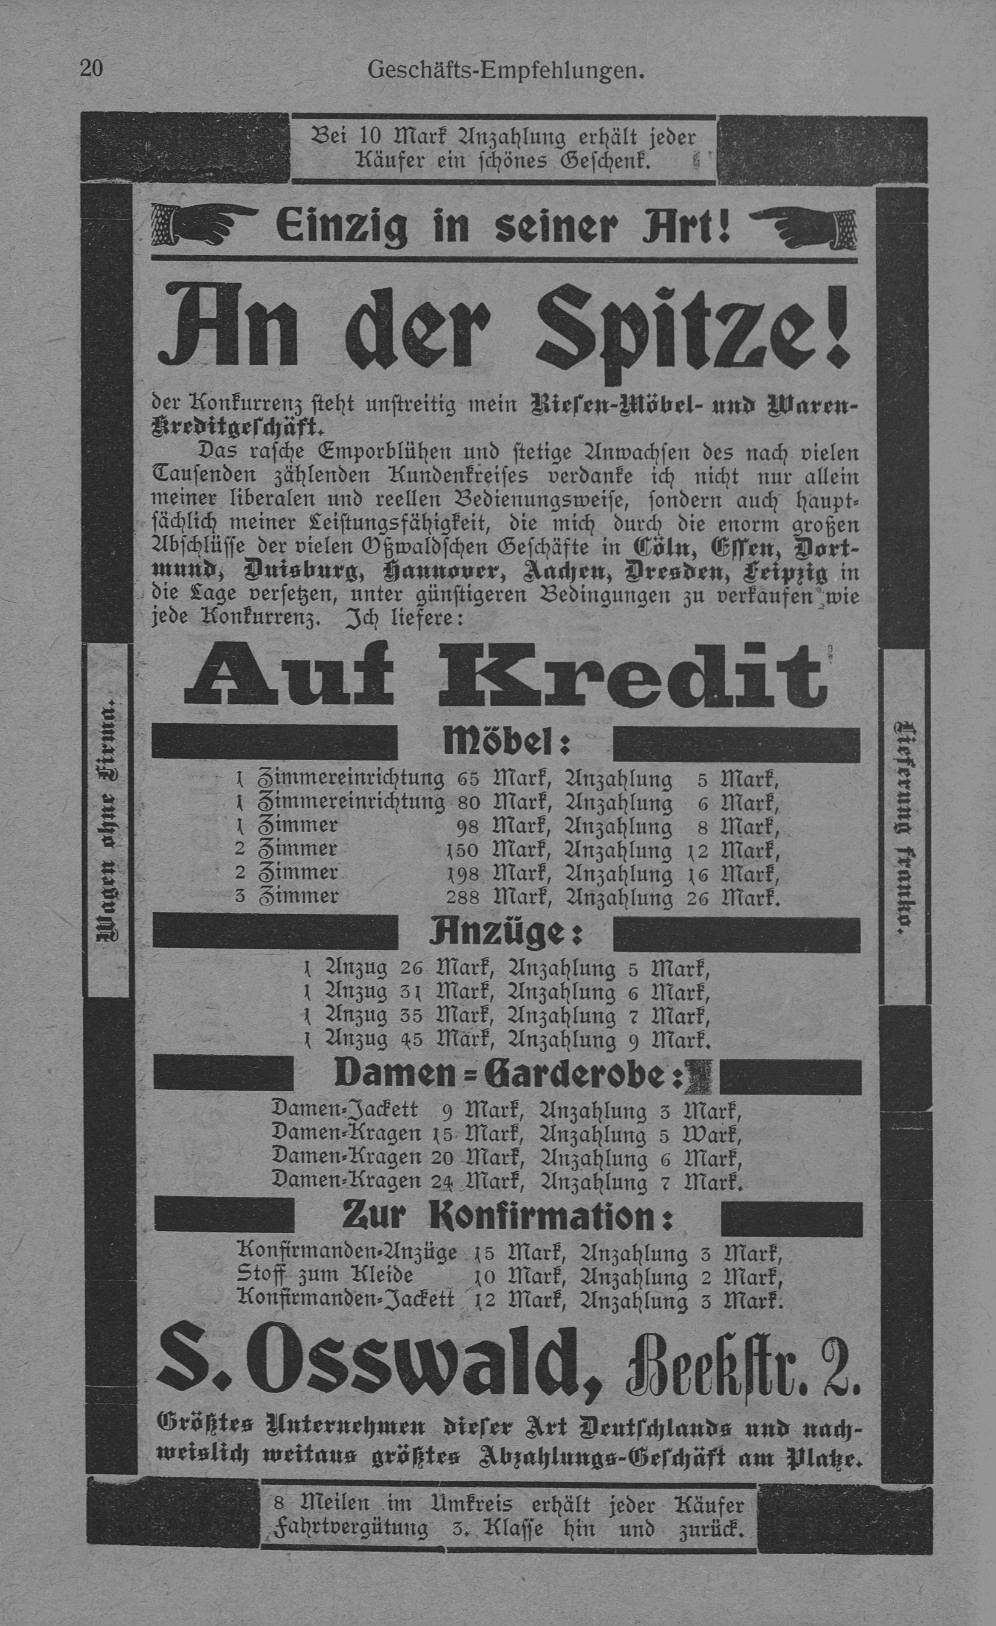 20
Geschäfts-Empfehlungen.
Bei 10 Mark Anzahlung erhält jeder
Käufer ein schönes Geschenk.
Einzig in seiner Art!
An der Spitze!
der Konkurrenz steht unstreitig mein Riesen-Möbel- und Waren-
Kreditgeschäft.
Das rasche Emporblühen und stetige Anwachsen des nach vielen
Tausenden zählenden Kundenkreises verdanke ich nicht nur allein
meiner liberalen und reellen Bedienungsweise, sondern auch haupt-
sächlich meiner Leistungsfähigkeit, die mich durch die enorm großen
Abschlüsse der vielen Oßwaldschen Geschäfte in Cöln, Essen, Dort-
mund, Duisburg, Hannover, Aachen, Dresden, Leipzig in
die Lage versetzen, unter günstigeren Bedingungen zu verkaufen wie
jede Konkurrenz. Ich liefere:
Auf Kredit
Möbel:
1 Zimmereinrichtung 65 Mark, Anzahlung 5 Mark,
1 Zimmereinrichtung 80 Mark, Anzahlung 6 Mark,
1 Zimmer 98 Mark, Anzahlung 8 Mark,
2 Zimmer 150 Mark, Anzahlung 12 Mark,
2 Zimmer 198 Mark, Anzahlung 16 Mark,
3 Zimmer 288 Mark, Anzahlung 26 Mark.
Wagen ohne Firma.
Lieferung franko.
Anzüge:
1 Anzug 26 Mark, Anzahlung 5 Mark,
1 Anzug 31 Mark, Anzahlung 6 Mark,
1 Anzug 35 Mark, Anzahlung 7 Mark,
1 Anzug 45 Mark, Anzahlung 9 Mark.
Damen-Garderobe:
Damen-Jackett 9 Mark, Anzahlung 3 Mark,
Damen-Kragen 15 Mark, Anzahlung 5 Wark,
Damen-Kragen 20 Mark, Anzahlung 6 Mark,
Damen-Kragen 24 Mark, Anzahlung 7 Mark.
Zur Konfirmation:
Konfirmanden-Anzüge 15 Mark, Anzahlung 3 Mark,
Stoff zum Kleide 10 Mark, Anzahlung 2 Mark,
Konfirmanden-Jackett 12 Mark, Anzahlung 3 Mark.
S. Osswald, Beekstr. 2.
Größtes Unternehmen dieser Art Deutschlands und nach-
weislich weitaus größtes Abzahlungs-Geschäft am Platze.
8 Meilen im Umkreis erhält jeder Käufer
Fahrtvergütung 3. Klasse hin und zurück.